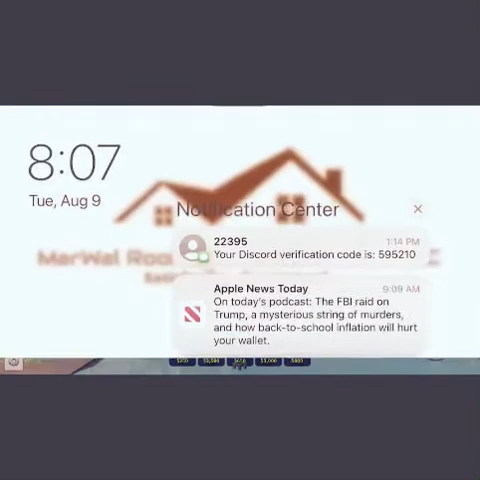 8:07
Tue, Aug 9
Notification Center
22395
1:14 PM
Your Discord verification code is: 595210
MarWal Roo
Apple News Today
9:09 AM
On today's podcast: The FBI raid on
Trump, a mysterious string of murders,
and how back-to-school inflation will hurt
your wallet.